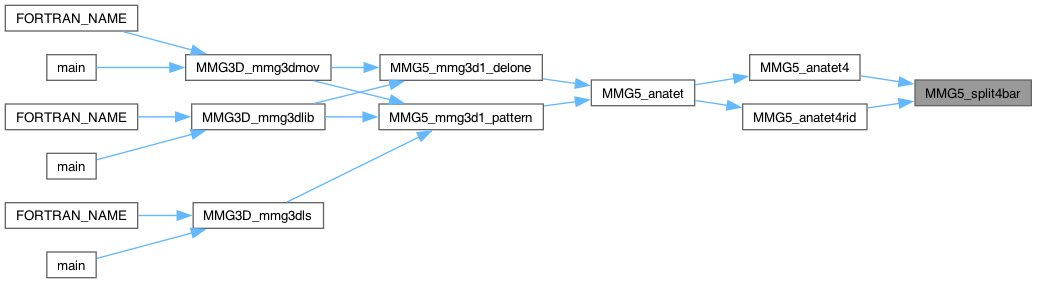 FORTRAN_NAME
main
MMG3D_mmg3dmov
MMG5_mmg3d1_delone
MMG5_anatet4
MMG5_anatet
MMG5_split4bar
FORTRAN_NAME
MMG3D_mmg3dlib
MMG5_mmg3d1_pattern
MMG5_anatet4rid
main
FORTRAN_NAME
MMG3D_mmg3dls
main